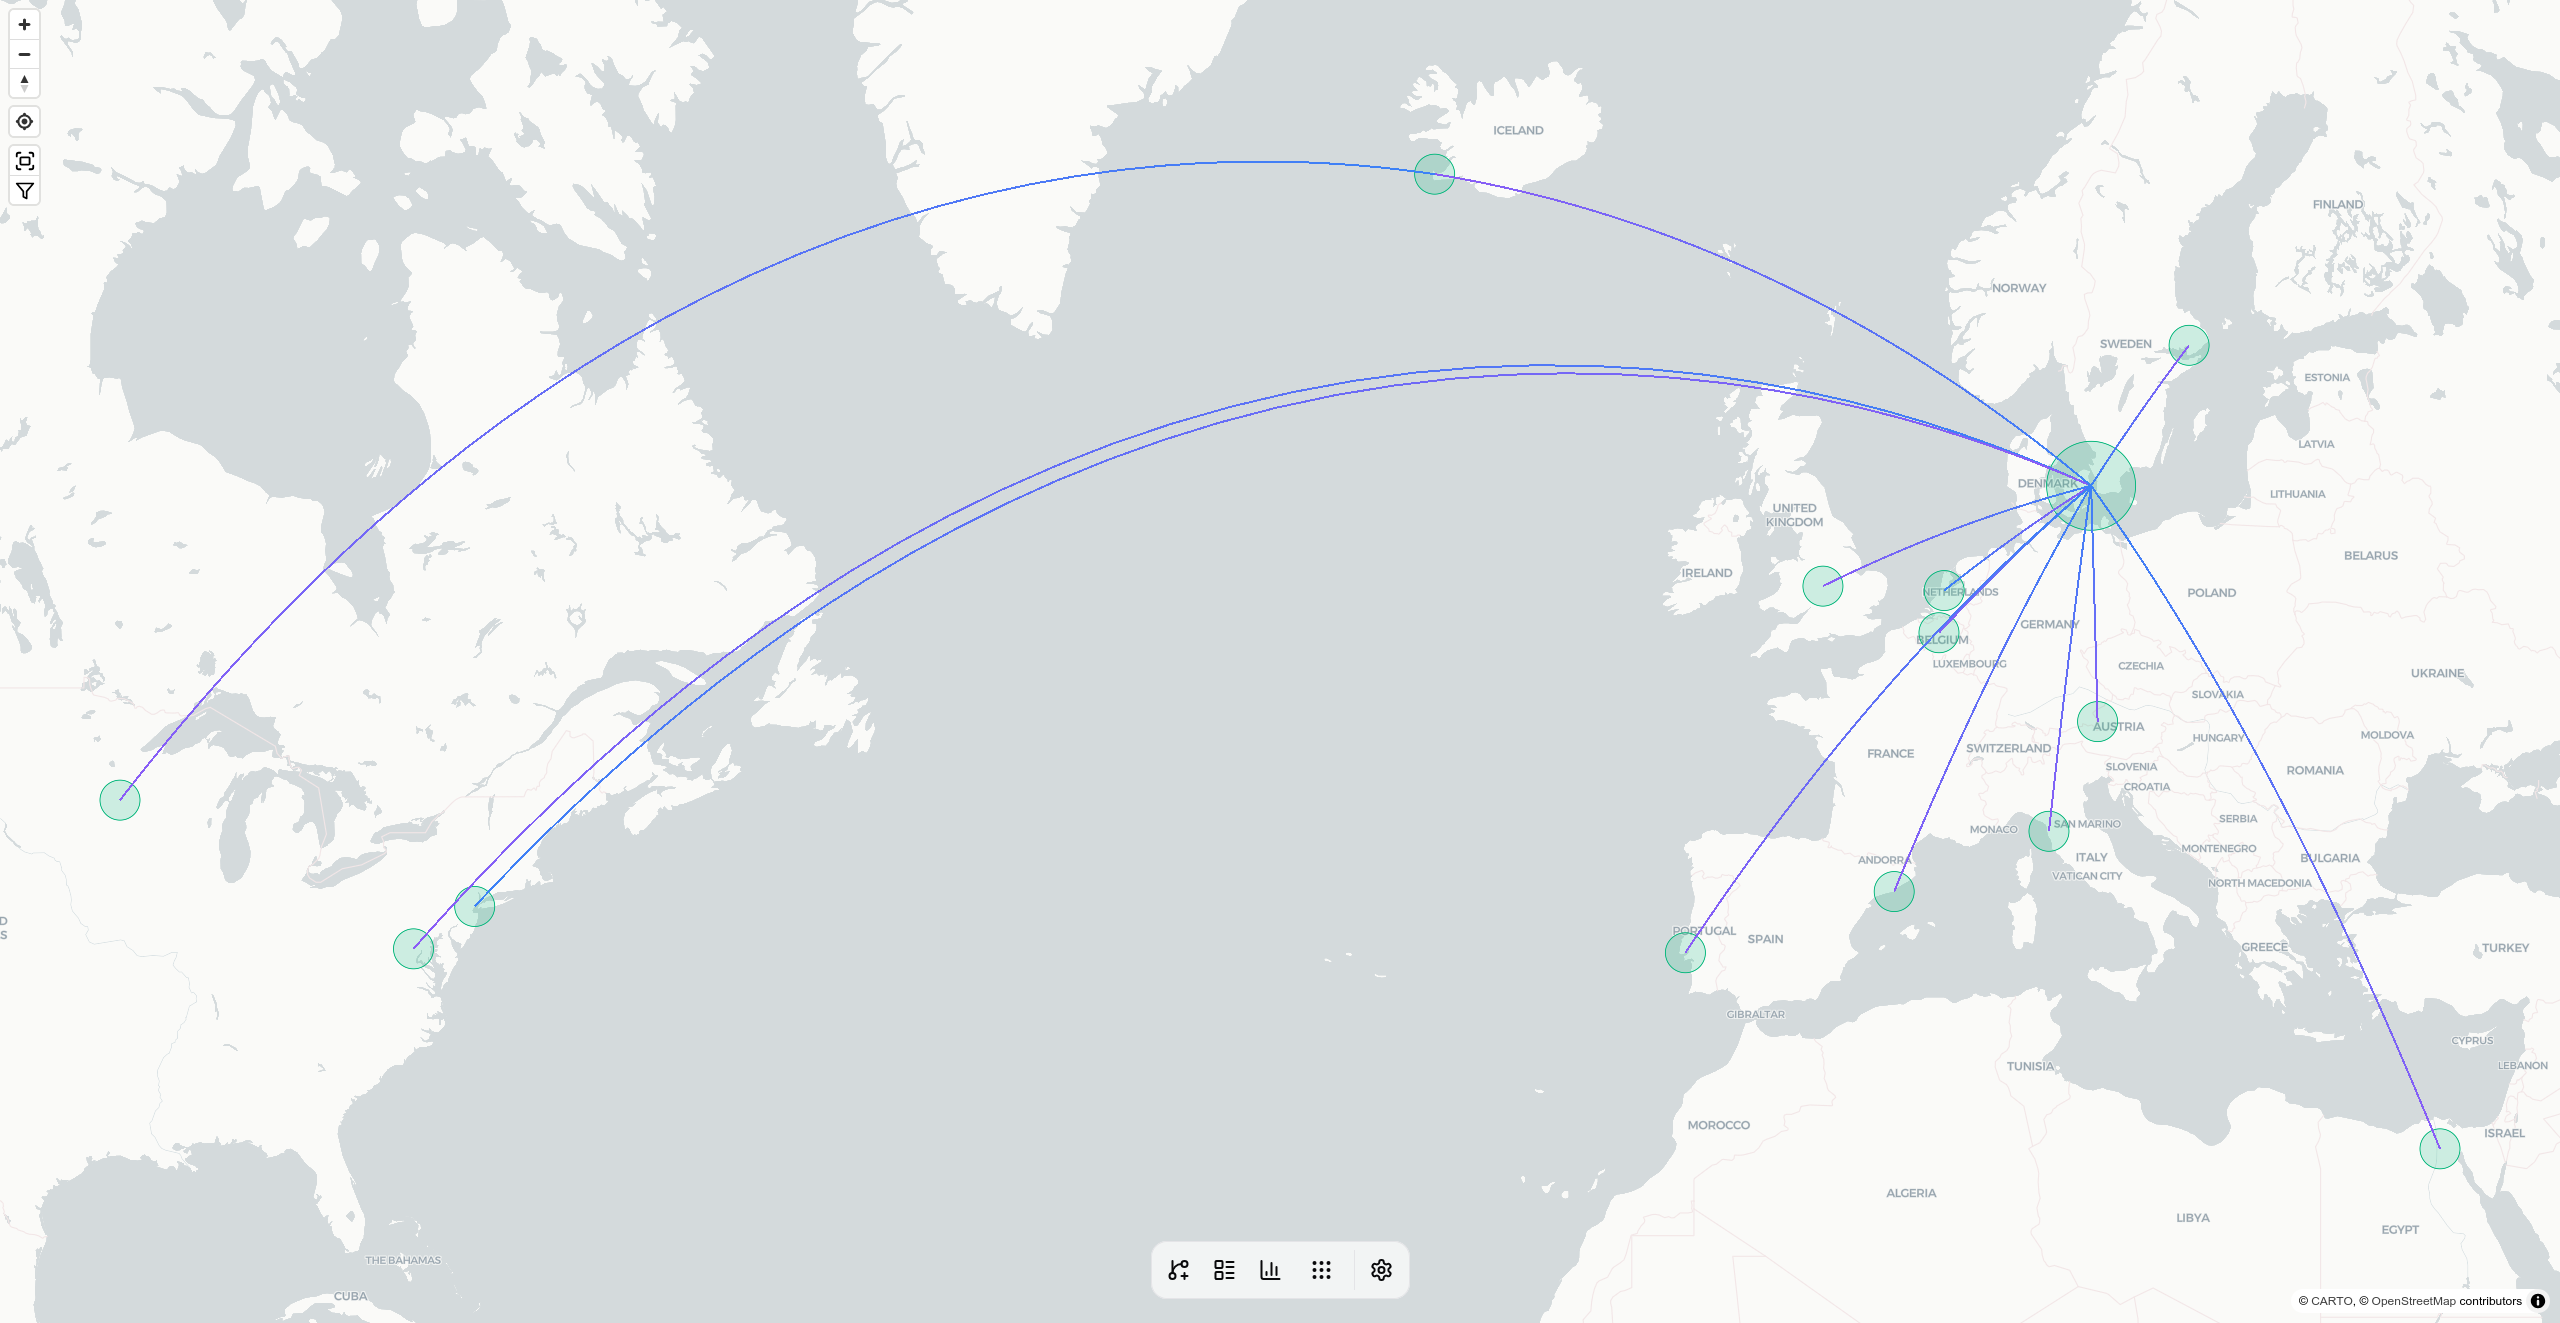 ICELAND
FINLAND
NORWAY
SWEDEN
ESTONIA
LATVIA
DENMARK
LITHUANIA
UNITED
KINGDOM
BELARUS
IRELAND
NETHERLANDS
POLAND
GERMANY
BELGIUM
LUXEMBOURG
CZECHIA
UKRAINE
SLOVAKIA
AUSTRIA
HUNGARY
MOLDOVA
FRANCE
SWITZERLAND
SLOVENIA
ROMANIA
CROATIA
SERBIA
SAN MARINO
MONACO
MONTENEGRO
ANDORRA
ITALY
BULGARIA
VATICAN CITY
NORTH MACEDONIA
D
S
PORTUGAL
SPAIN
GREECE
TURKEY
GIBRALTAR
CYPRUS
TUNISIA
LEBANON
MOROCCO
ISRAEL
ALGERIA
LIBYA
EGYPT
THE BAHAMAS
CUBA
© CARTO, © OpenStreetMap contributors